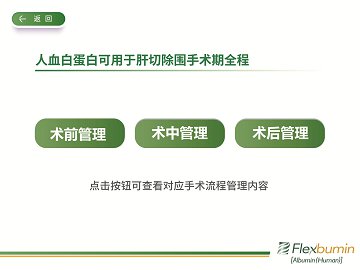 返 回
人血白蛋白可用于肝切除围手术期全程
术前管理
术中管理
术后管理
点击按钮可查看对应手术流程管理内容
Flexbumin
[Albumin(Human)]